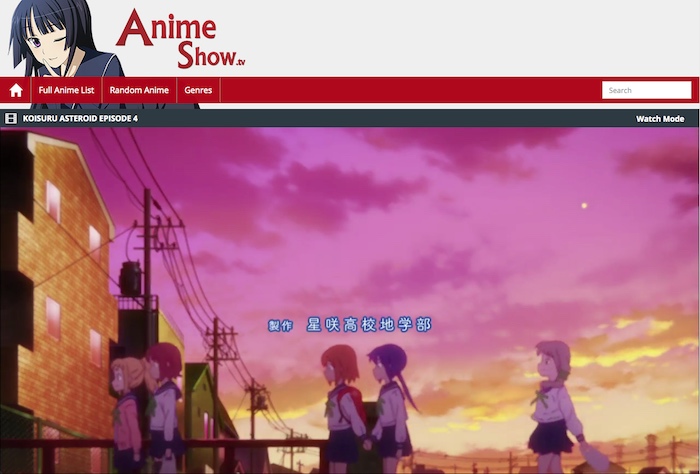 Anime
Show.tv
Full Anime List
Random Anime
Genres
Search
KOISURU ASTEROID EPISODE 4
Watch Mode
製作 星咲高校地学部